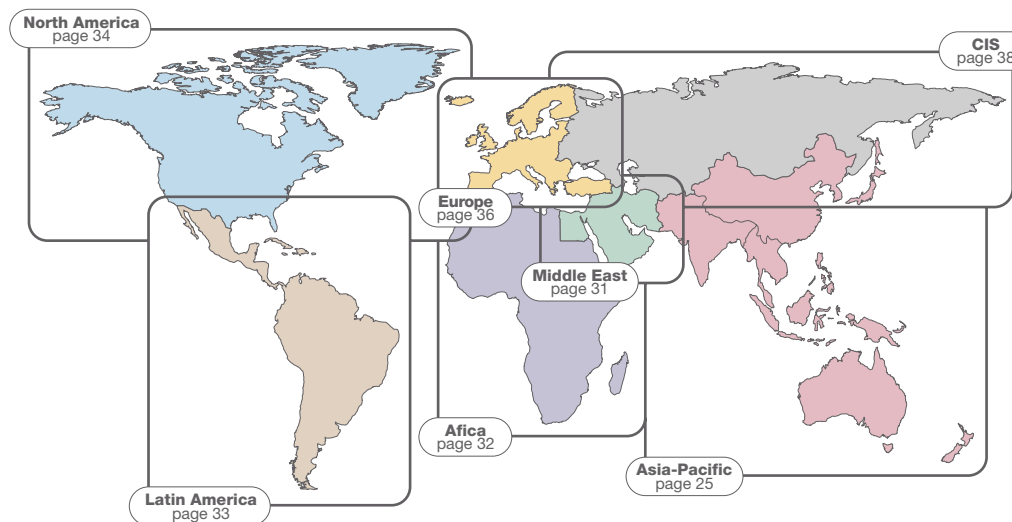 North America
page 34
CIS
page 38
Europe
page 36
Middle East
page 31
Afica
page 32
Asia-Pacific
page 25
Latin America
page 33